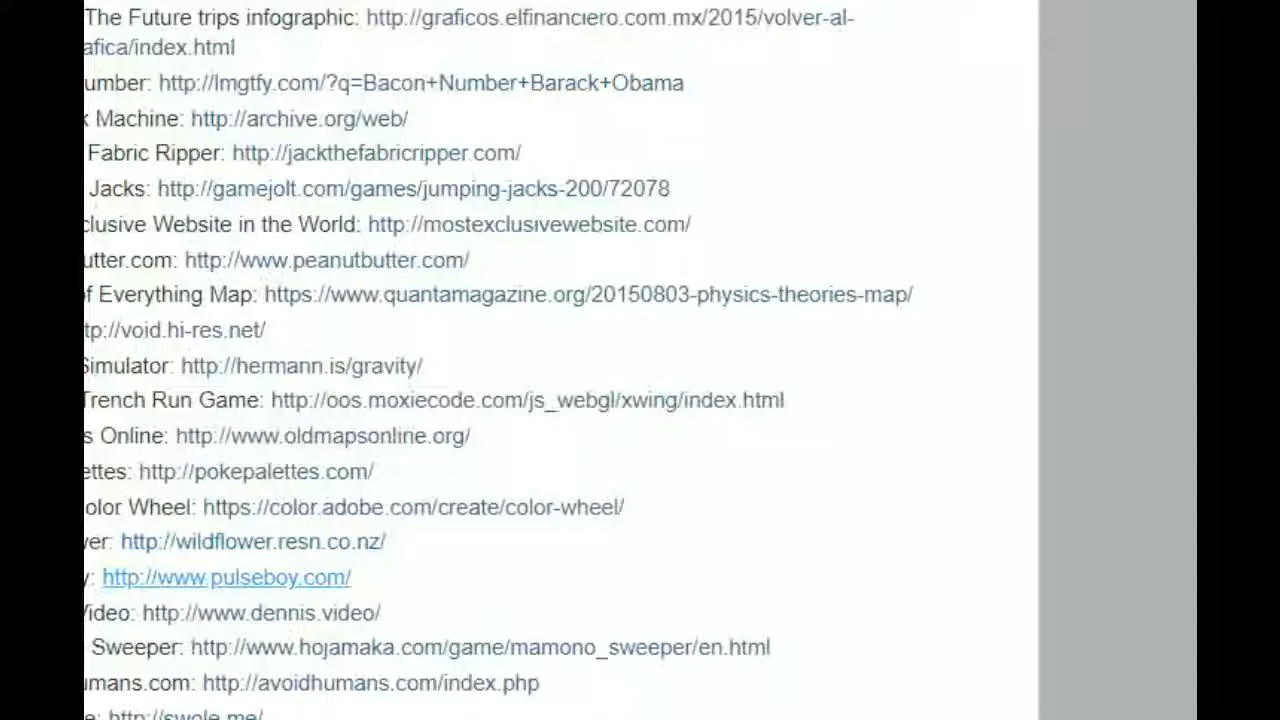 The Future trips infographic: http://graficos.elfinanciero.com.mx/2015/volver-al-
afica/index.html
umber: http://lmgtfy.com/?q=Bacon+Number+Barack+Obama
k Machine: http://archive.org/web/
Fabric Ripper: http://jackthefabricripper.com/
Jacks: http://gamejolt.com/games/jumping-jacks-200/72078
clusive Website in the World: http://mostexclusivewebsite.com/
utter.com: http://www.peanutbutter.com/
of Everything Map: https://www.quantamagazine.org/20150803-physics-theories-map/
tp://void.hi-res.net/
Simulator: http://hermann.is/gravity/
Trench Run Game: http://oos.moxiecode.com/js_webgl/xwing/index.html
s Online: http://www.oldmapsonline.org/
ettes: http://pokepalettes.com/
olor Wheel: https://color.adobe.com/create/color-wheel/
wer: http://wildflower.resn.co.nz/
y: http://www.pulseboy.com/
Video: http://www.dennis.video/
Sweeper: http://www.hojamaka.com/game/mamono_sweeper/en.html
umans.com: http://avoidhumans.com/index.php
e: http://swole.me/